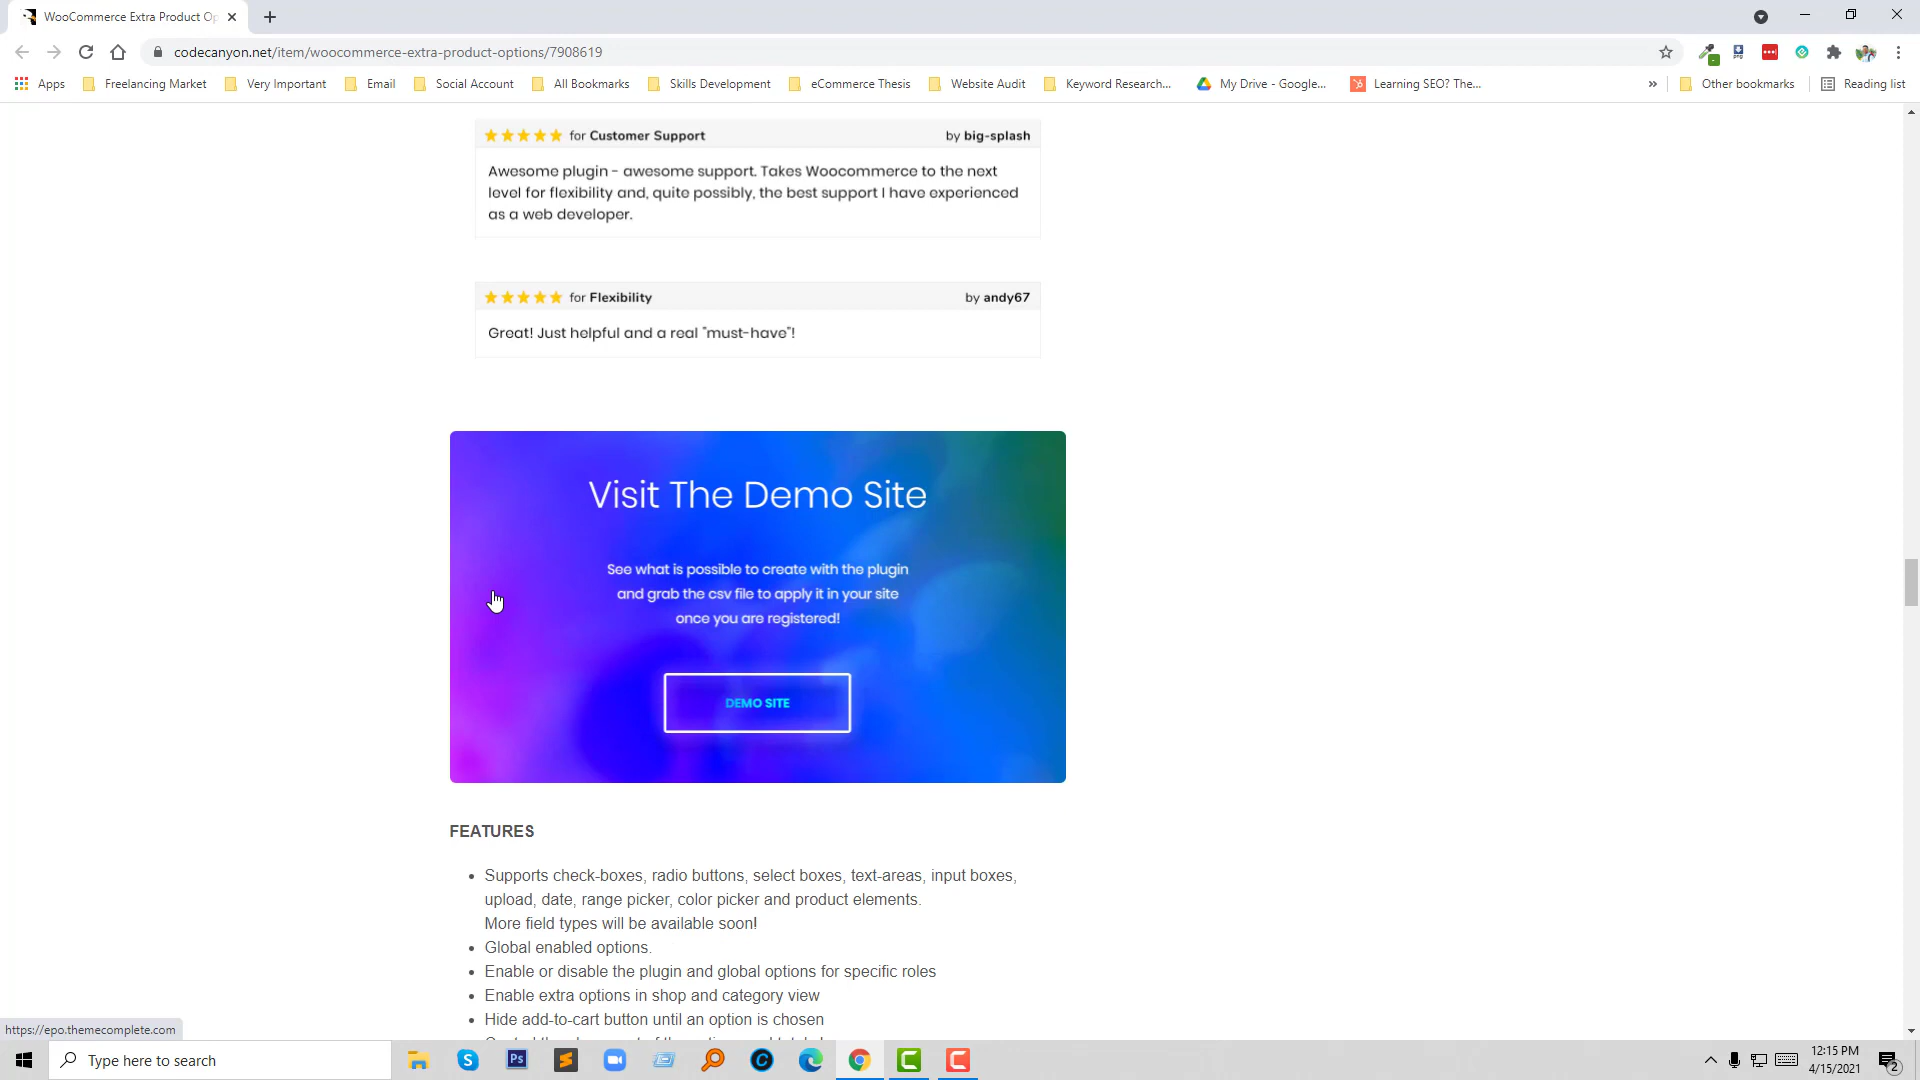 WooCommerce Extra Product Op
codecanyon.net/item/woocommerce-extra-product-options/7908619
Apps
Freelancing Market
Very Important
Email
Social Account
All Bookmarks
Skills Development
eCommerce Thesis
Website Audit
Keyword Research...
My Drive - Google...
Learning SEO? The...
»
Other bookmarks
Reading list
for Customer Support
by big-splash
Awesome plugin - awesome support. Takes Woocommerce to the next
level for flexibility and, quite possibly, the best support I have experienced
as a web developer.
for Flexibility
by andy67
Great! Just helpful and a real "must-have"!
Visit The Demo Site
See what is possible to create with the plugin
and grab the csv file to apply it in your site
once you are registered!
DEMO SITE
FEATURES
• Supports check-boxes, radio buttons, select boxes, text-areas, input boxes,
upload, date, range picker, color picker and product elements.
More field types will be available soon!
• Global enabled options.
• Enable or disable the plugin and global options for specific roles
• Enable extra options in shop and category view
• Hide add-to-cart button until an option is chosen
https://epo.themecomplete.com
Type here to search
Ps
12:15 PM
4/15/2021
2